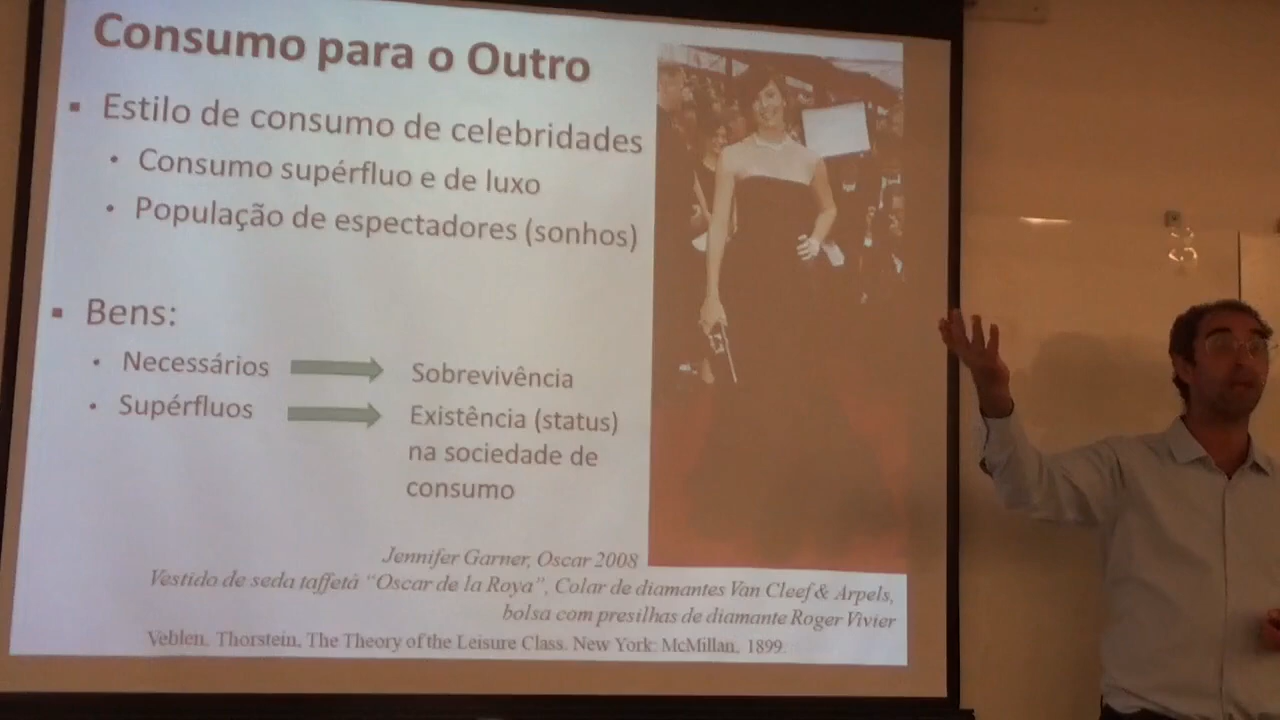 Consumo para o Outro
Estilo de consumo de celebridades
Consumo supérfluo e de luxo
População de espectadores (sonhos)
Bens:
Necessários Sobrevivência
Supérfluos Existência (status)
na sociedade de
consumo
Jennifer Garner, Oscar 2008
Vestido de seda taffetá “Oscar de la Roya”, Colar de diamantes Van Cleef & Arpels,
bolsa com presilhas de diamante Roger Vivier
Veblen, Thorstein, The Theory of the Leisure Class. New York: McMillan, 1899.